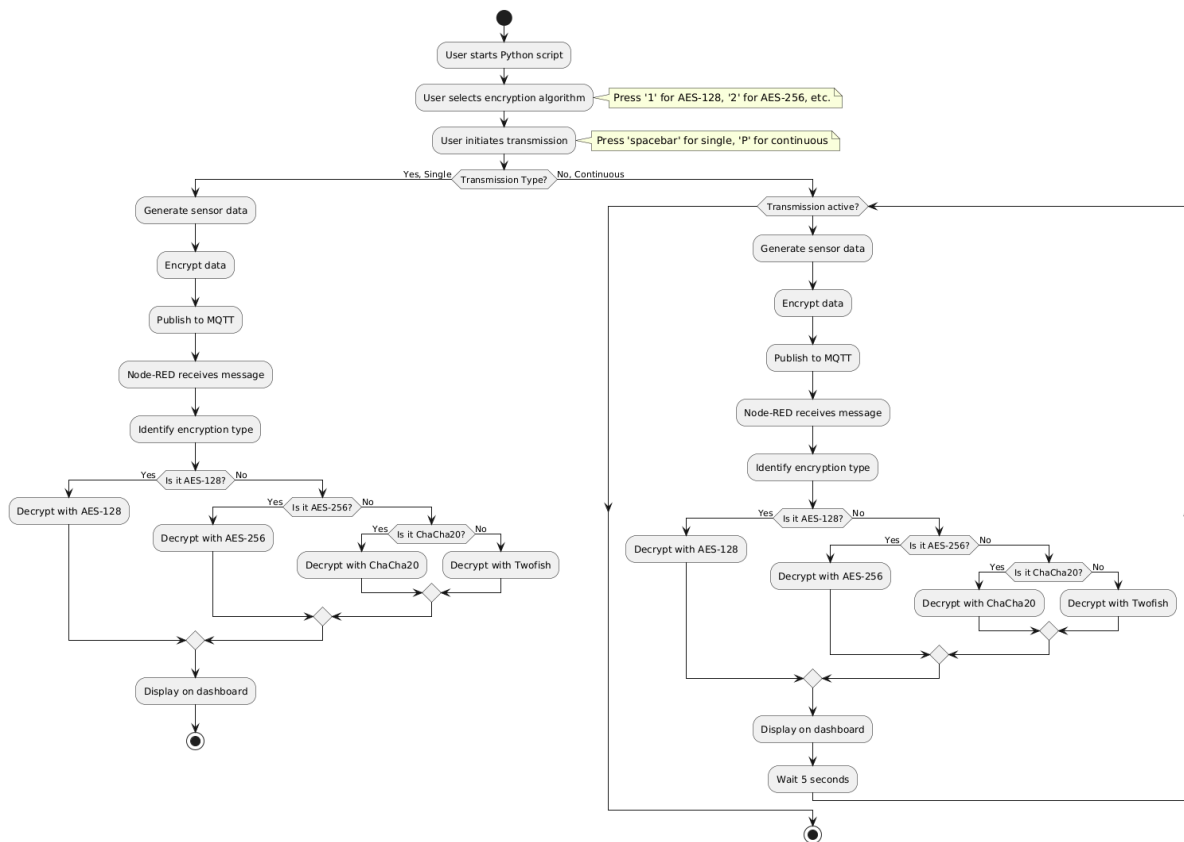 User starts Python script
User selects encryption algorithm
Press '1' for AES-128, '2' for AES-256, etc.
User initiates transmission
Press 'spacebar' for single, 'P' for continuous
Yes, Single
Transmission Type?
No, Continuous
Generate sensor data
Encrypt data
Publish to MQTT
Node-RED receives message
Identify encryption type
Yes
Is it AES-128?
No
Decrypt with AES-128
Yes
Is it AES-256?
No
Decrypt with AES-256
Yes
Is it ChaCha20?
No
Decrypt with ChaCha20
Decrypt with Twofish
Display on dashboard
Transmission active?
Generate sensor data
Encrypt data
Publish to MQTT
Node-RED receives message
Identify encryption type
Yes
Is it AES-128?
No
Decrypt with AES-128
Yes
Is it AES-256?
No
Decrypt with AES-256
Yes
Is it ChaCha20?
No
Decrypt with ChaCha20
Decrypt with Twofish
Display on dashboard
Wait 5 seconds